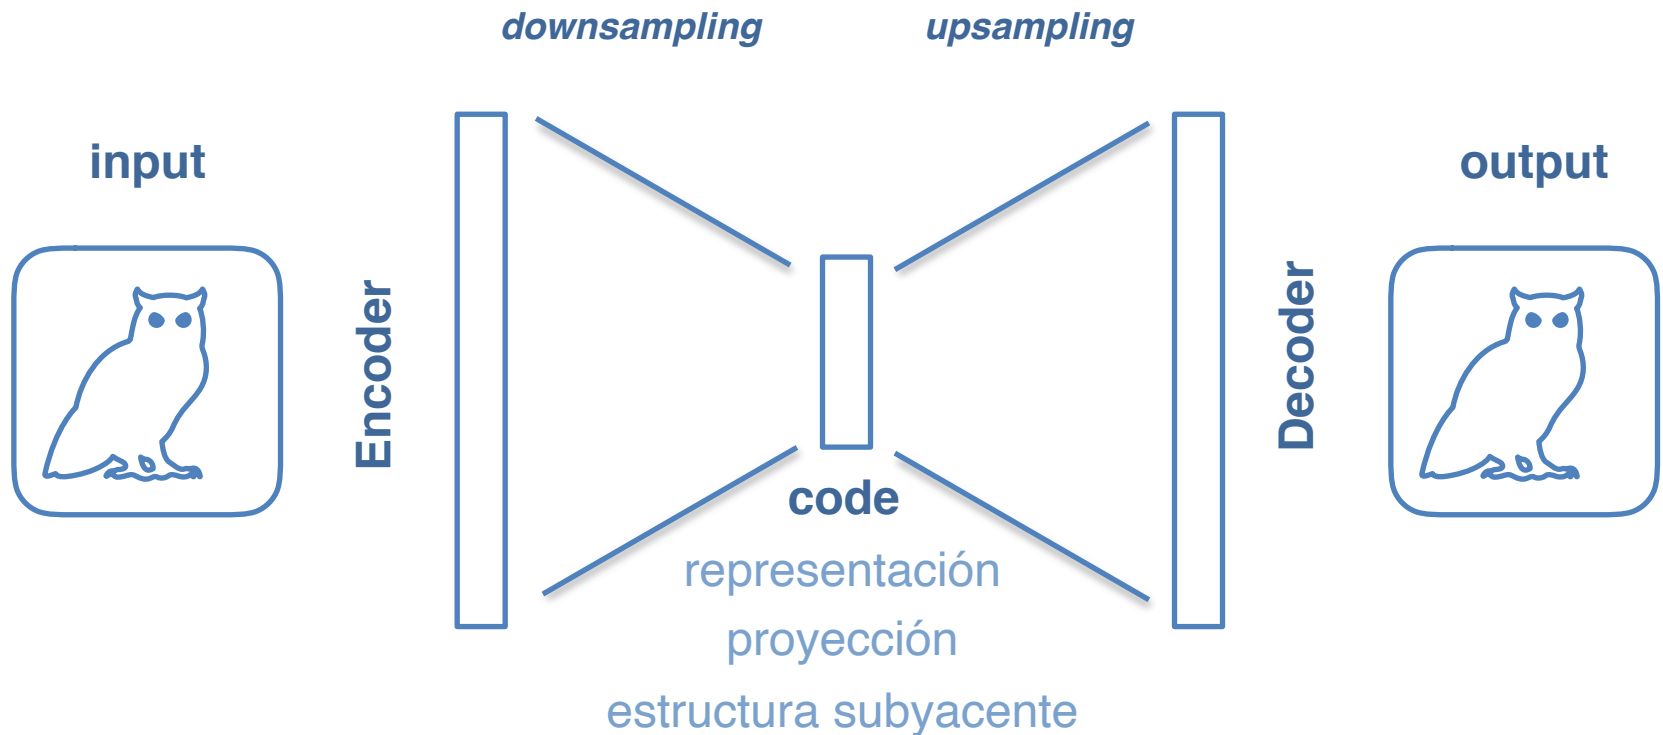 downsampling
upsampling
input
output
Encoder
Decoder
code
representación
proyección
estructura subyacente